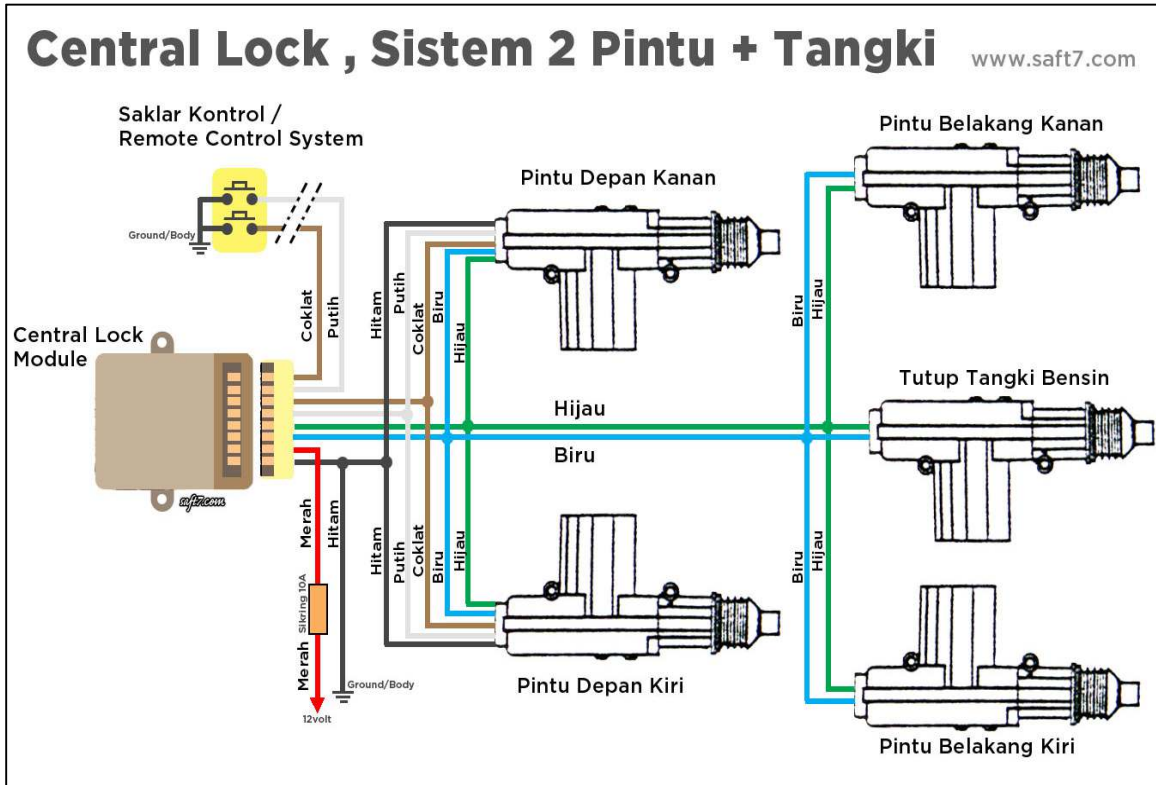 Central Lock , Sistem 2 Pintu + Tangki
www.saft7.com
Saklar Kontrol /
Remote Control System
Ground/Body
Coklat
Putih
Central Lock
Module
saft7.com
Merah
Hitam
Sikring 10A
Merah
12volt
Ground/Body
Pintu Depan Kanan
Hitam
Putih
Coklat
Biru
Hijau
Hijau
Biru
Hitam
Putih
Coklat
Biru
Hijau
Pintu Depan Kiri
Pintu Belakang Kanan
Biru
Hijau
Tutup Tangki Bensin
Biru
Hijau
Pintu Belakang Kiri